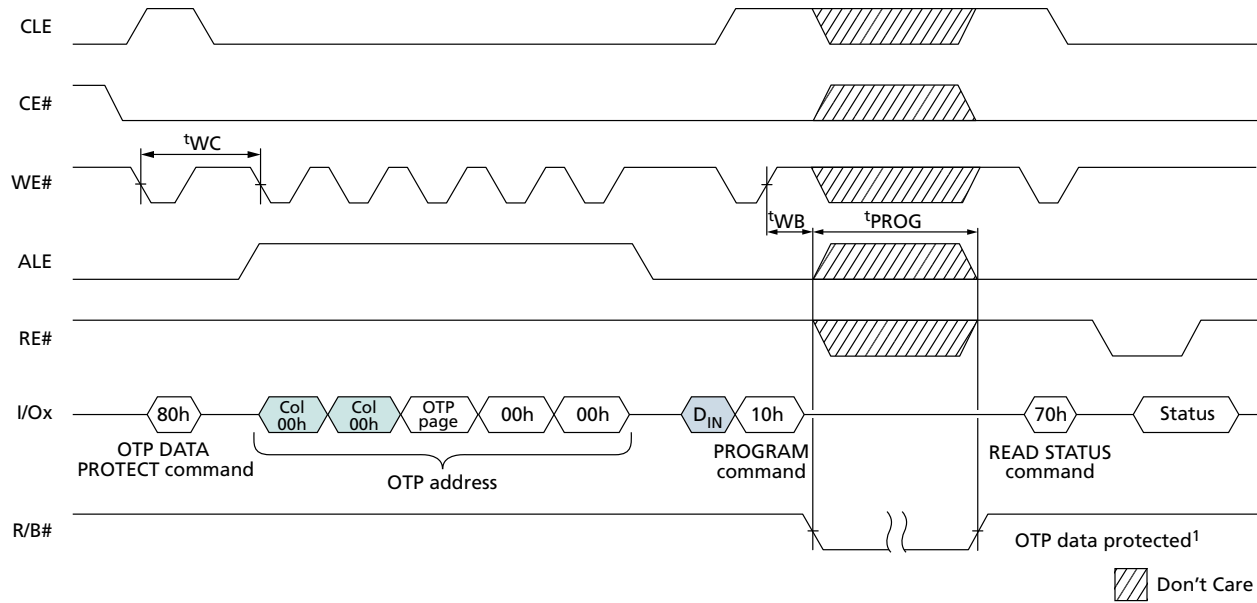 CLE
CE#
tWC
WE#
tWB
tPROG
ALE
RE#
I/Ox
80h
Col
00h
Col
00h
OTP
page
00h
00h
DIN
10h
70h
Status
OTP DATA
PROTECT command
OTP address
PROGRAM
command
READ STATUS
command
R/B#
OTP data protected1
Don't Care